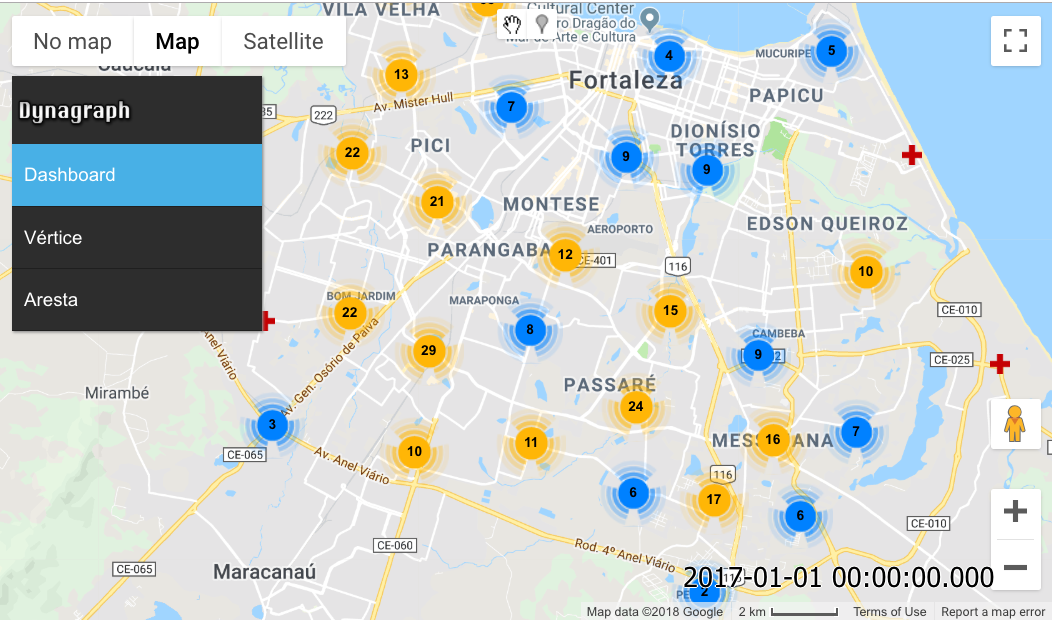 VILA VELHA
Cultural Center
ro Dragão do
Mar de Arte e Cultura
No map
Map
Satellite
Caucaia
Dynagraph
Dashboard
Vértice
Aresta
4
5
MUCURIPE
Fortaleza
PAPICU
13
7
Av. Mister Hull
222
DIONÍSIO
TORRES
PICI
22
9
9
21
MONTESE
AEROPORTO
EDSON QUEIROZ
PARANGABA
12
CE-401
116
10
BOM JARDIM
22
MARAPONGA
15
CE-010
8
CAMBEBA
9
Anel Viário
Av. Gen. Osório de Paiva
29
CE-025
Mirambé
PASSARÉ
24
3
CE-065
10
11
MES
16
ANA
7
Av. Anel Viário
116
6
17
6
CE-010
CE-060
Rod. 4º Anel Viário
CE-065
Maracanaú
2017-01-01 00:00:00.000
2
Map data ©2018 Google
2 km
Terms of Use
Report a map error